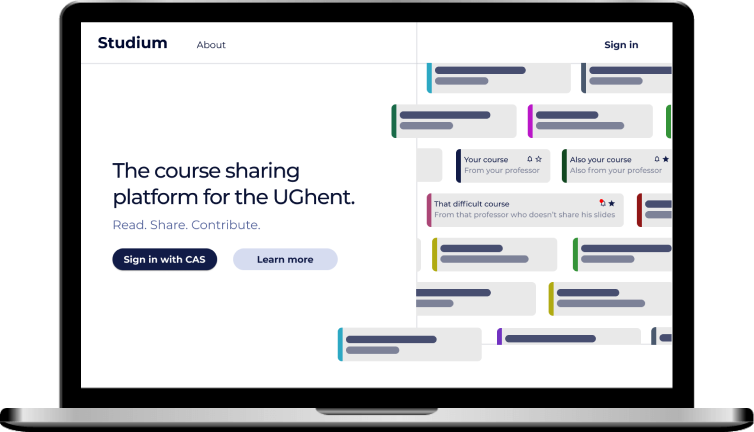 Studium
About
Sign in
The course sharing
platform for the UGhent.
Read. Share. Contribute.
Sign in with CAS
Learn more
Your course
From your professor
Also your course
Also from your professor
That difficult course
From that professor who doesn't share his slides